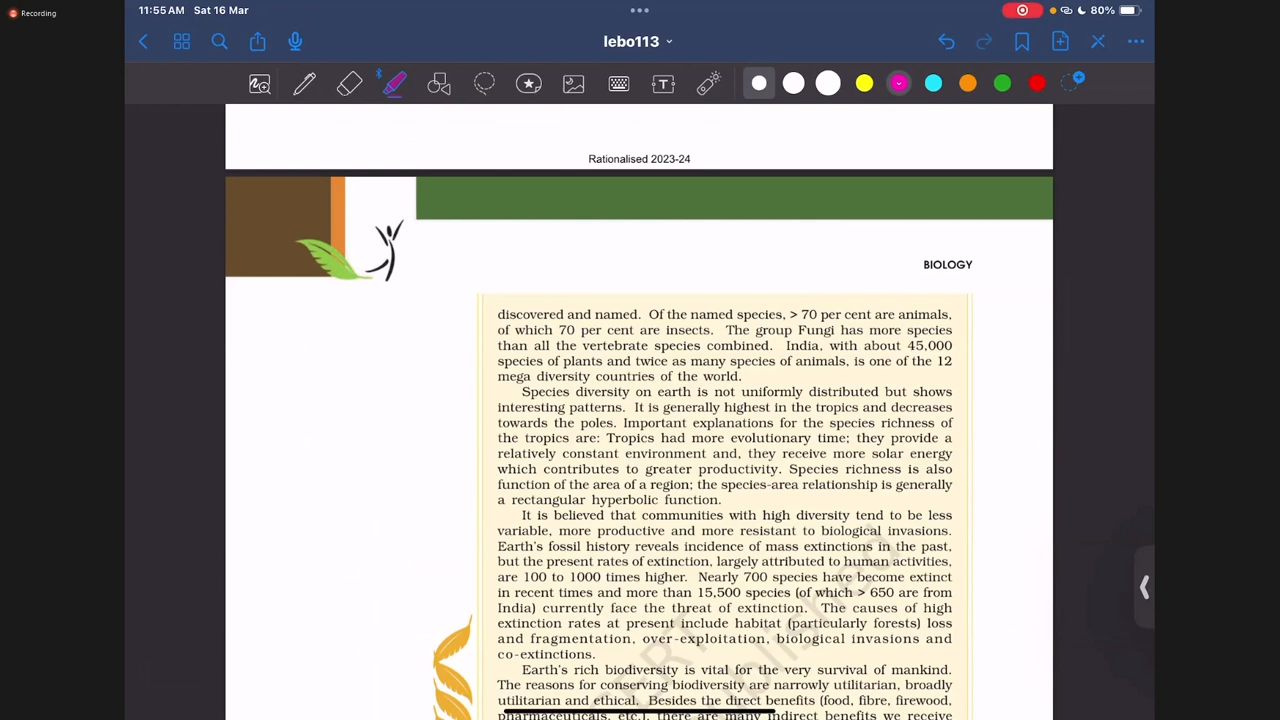 Recording
11:55 AM Sat 16 Mar
80%
lebo113
Rationalised 2023-24
BIOLOGY
discovered and named. Of the named species, > 70 per cent are animals,
of which 70 per cent are insects. The group Fungi has more species
than all the vertebrate species combined. India, with about 45,000
species of plants and twice as many species of animals, is one of the 12
mega diversity countries of the world.
Species diversity on earth is not uniformly distributed but shows
interesting patterns. It is generally highest in the tropics and decreases
towards the poles. Important explanations for the species richness of
the tropics are: Tropics had more evolutionary time; they provide a
relatively constant environment and, they receive more solar energy
which contributes to greater productivity. Species richness is also
function of the area of a region; the species-area relationship is generally
a rectangular hyperbolic function.
It is believed that communities with high diversity tend to be less
variable, more productive and more resistant to biological invasions.
Earth's fossil history reveals incidence of mass extinctions in the past,
but the present rates of extinction, largely attributed to human activities,
are 100 to 1000 times higher. Nearly 700 species have become extinct
in recent times and more than 15,500 species (of which > 650 are from
India) currently face the threat of extinction. The causes of high
extinction rates at present include habitat (particularly forests) loss
and fragmentation, over-exploitation, biological invasions and
co-extinctions.
Earth's rich biodiversity is vital for the very survival of mankind.
The reasons for conserving biodiversity are narrowly utilitarian, broadly
utilitarian and ethical. Besides the direct benefits (food, fibre, firewood,
pharmaceuticals, etc.), there are many indirect benefits we receive